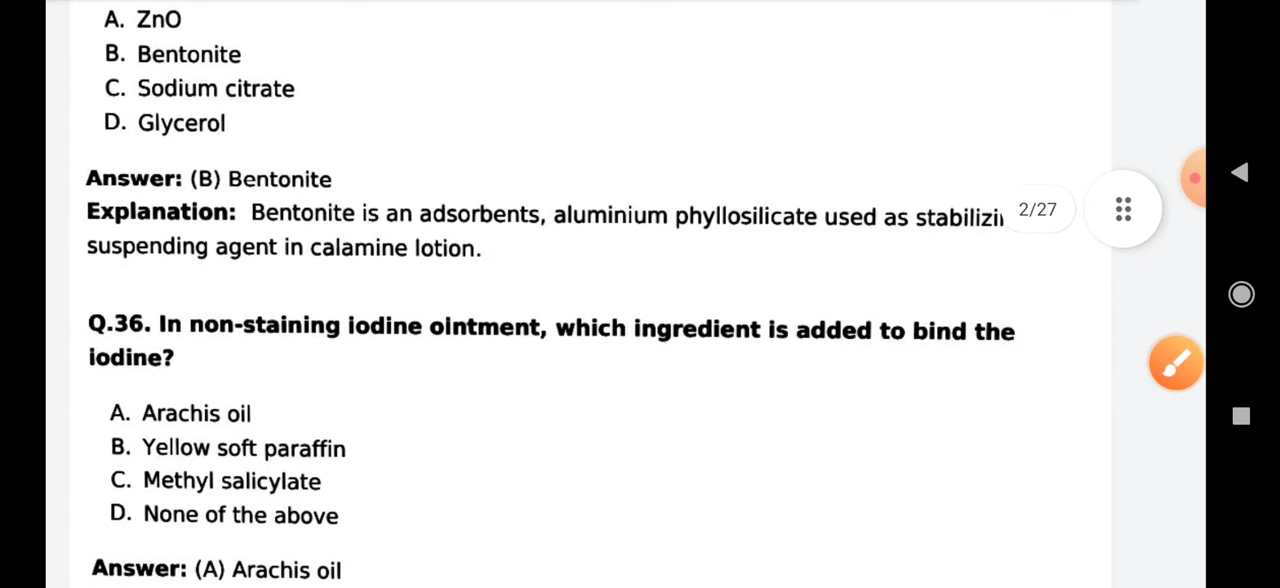 A. ZnO
B. Bentonite
C. Sodium citrate
D. Glycerol
Answer: (B) Bentonite
Explanation: Bentonite is an adsorbents, aluminium phyllosilicate used as
2/27
suspending agent in calamine lotion.
Q.36. In non-staining iodine ointment, which ingredient is added to bind the
iodine?
A. Arachis oil
B. Yellow soft paraffin
C. Methyl salicylate
D. None of the above
Answer: (A) Arachis oil